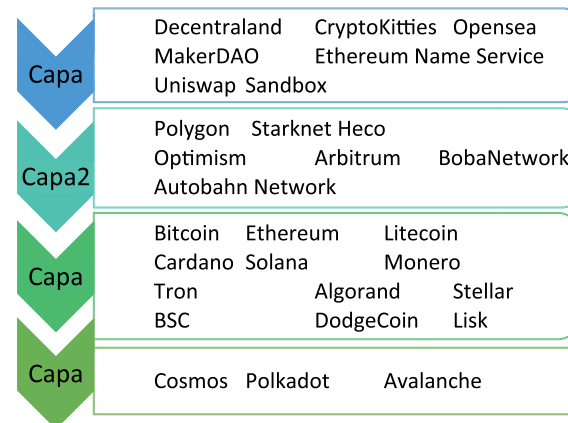 Decentraland CryptoKitties Opensea
MakerDAO Ethereum Name Service
Capa
Uniswap Sandbox
Polygon Starknet Heco
Optimism Arbitrum BobaNetwork
Capa2
Autobahn Network
Bitcoin Ethereum Litecoin
Cardano Solana Monero
Capa
Tron Algorand Stellar
BSC DodgeCoin Lisk
Capa
Cosmos Polkadot Avalanche